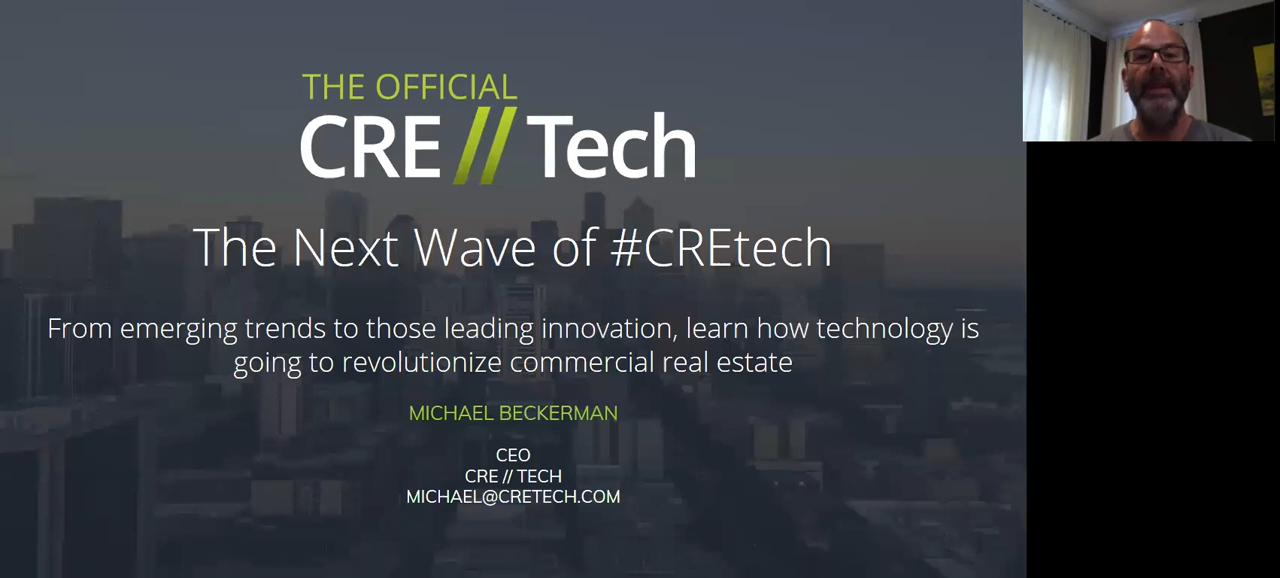 THE OFFICIAL
CRE // Tech
The Next Wave of #CREtech
From emerging trends to those leading innovation, learn how technology is
going to revolutionize commercial real estate
MICHAEL BECKERMAN
CEO
CRE // TECH
MICHAEL@CRETECH.COM